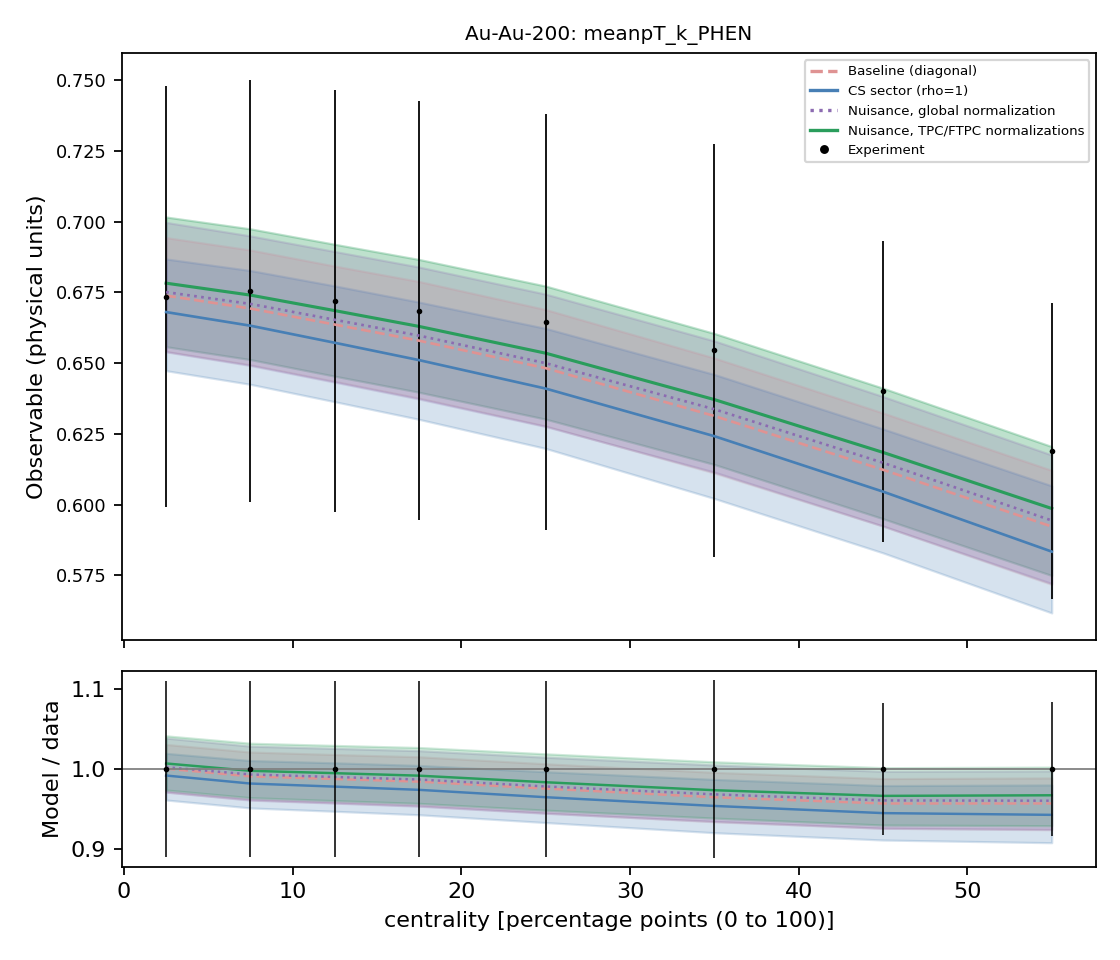 Au-Au-200: meanpT_k_PHEN
Observable (physical units)
0.750
0.725
0.700
0.675
0.650
0.625
0.600
0.575
Baseline (diagonal)
CS sector (rho=1)
Nuisance, global normalization
Nuisance, TPC/FTPC normalizations
Experiment
Model / data
1.1
1.0
0.9
0 10 20 30 40 50
centrality [percentage points (0 to 100)]